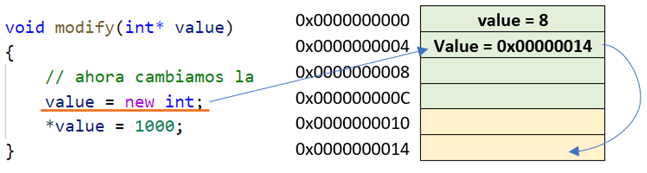 void modify(int* value)
{
// ahora cambiamos la
value = new int;
*value = 1000;
}
0x0000000000 value = 8
0x0000000004 Value = 0x00000014
0x0000000008
0x000000000C
0x0000000010
0x0000000014